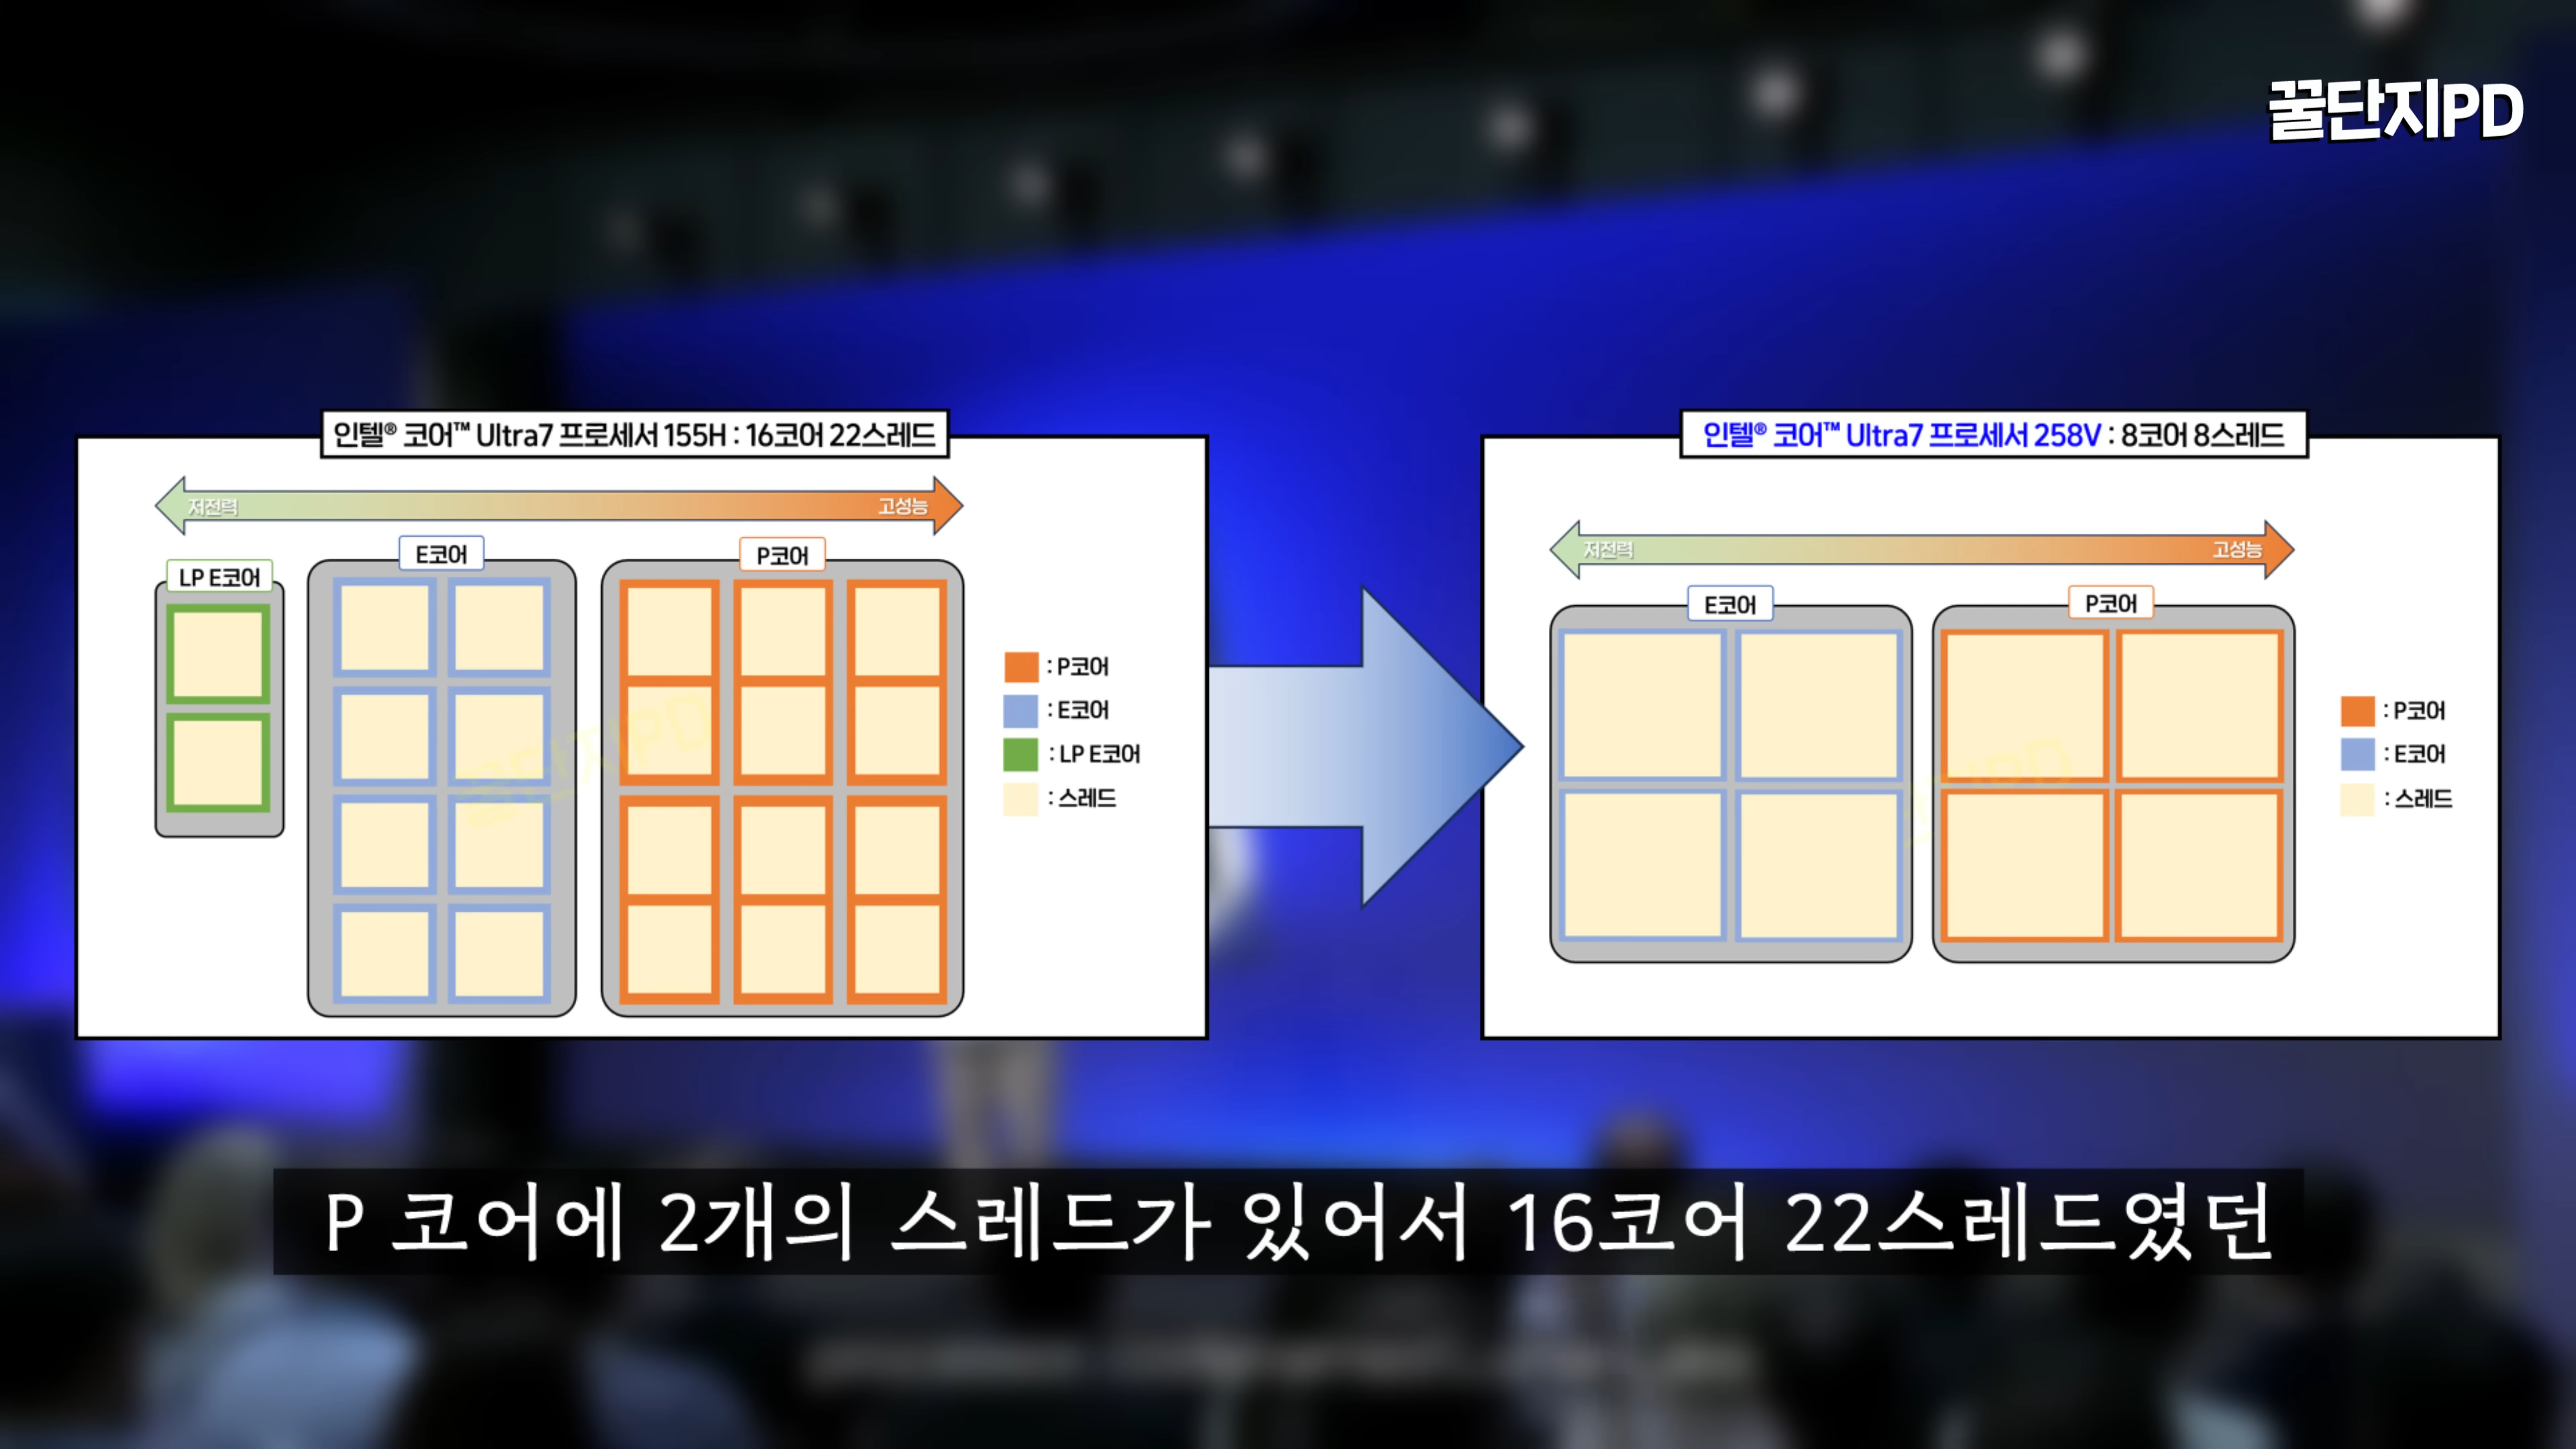 꿀단지PD
인텔® 코어™ Ultra7 프로세서 155H : 16코어 22스레드
저전력
고성능
LP E코어
E코어
P코어
: P코어
: E코어
: LP E코어
: 스레드
꿀단지PD
인텔® 코어™ Ultra7 프로세서 258V : 8코어 8스레드
저전력
고성능
E코어
P코어
: P코어
: E코어
: 스레드
P 코어에 2개의 스레드가 있어서 16코어 22스레드였던